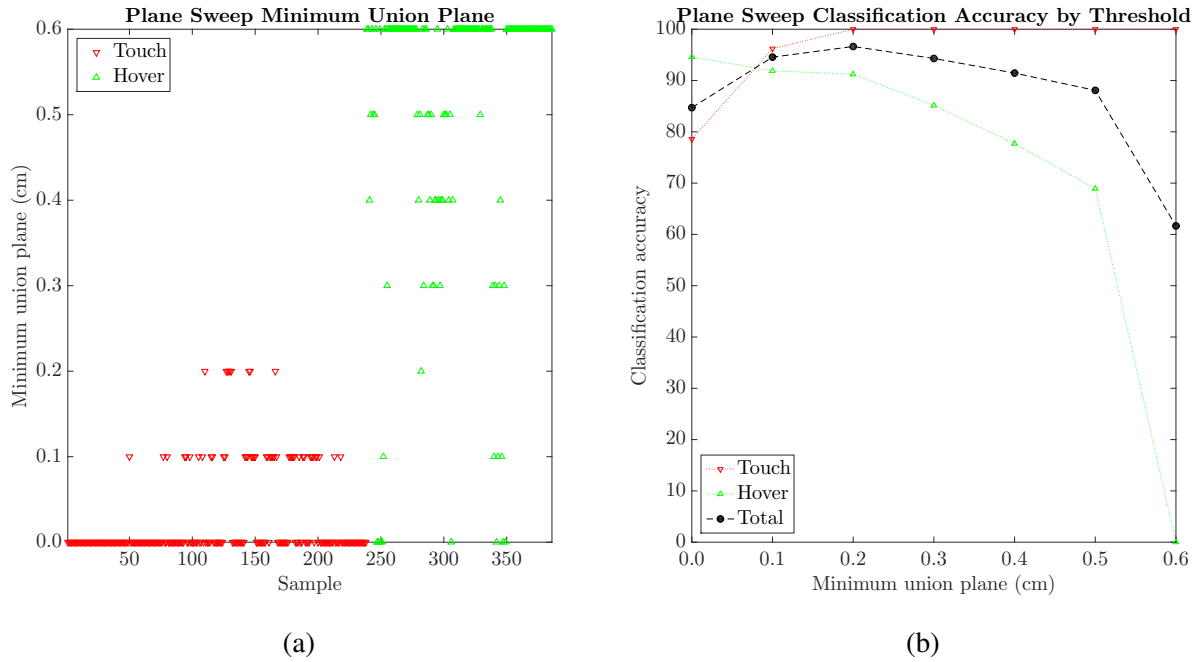 Plane Sweep Minimum Union Plane
0.6
0.5
0.4
0.3
0.2
0.1
0.0
Minimum union plane (cm)
Touch
Hover
50 100 150 200 250 300 350
Sample
(a)
Plane Sweep Classification Accuracy by Threshold
100
90
80
70
60
50
40
30
20
10
0
Classification accuracy
Touch
Hover
Total
0.0 0.1 0.2 0.3 0.4 0.5 0.6
Minimum union plane (cm)
(b)